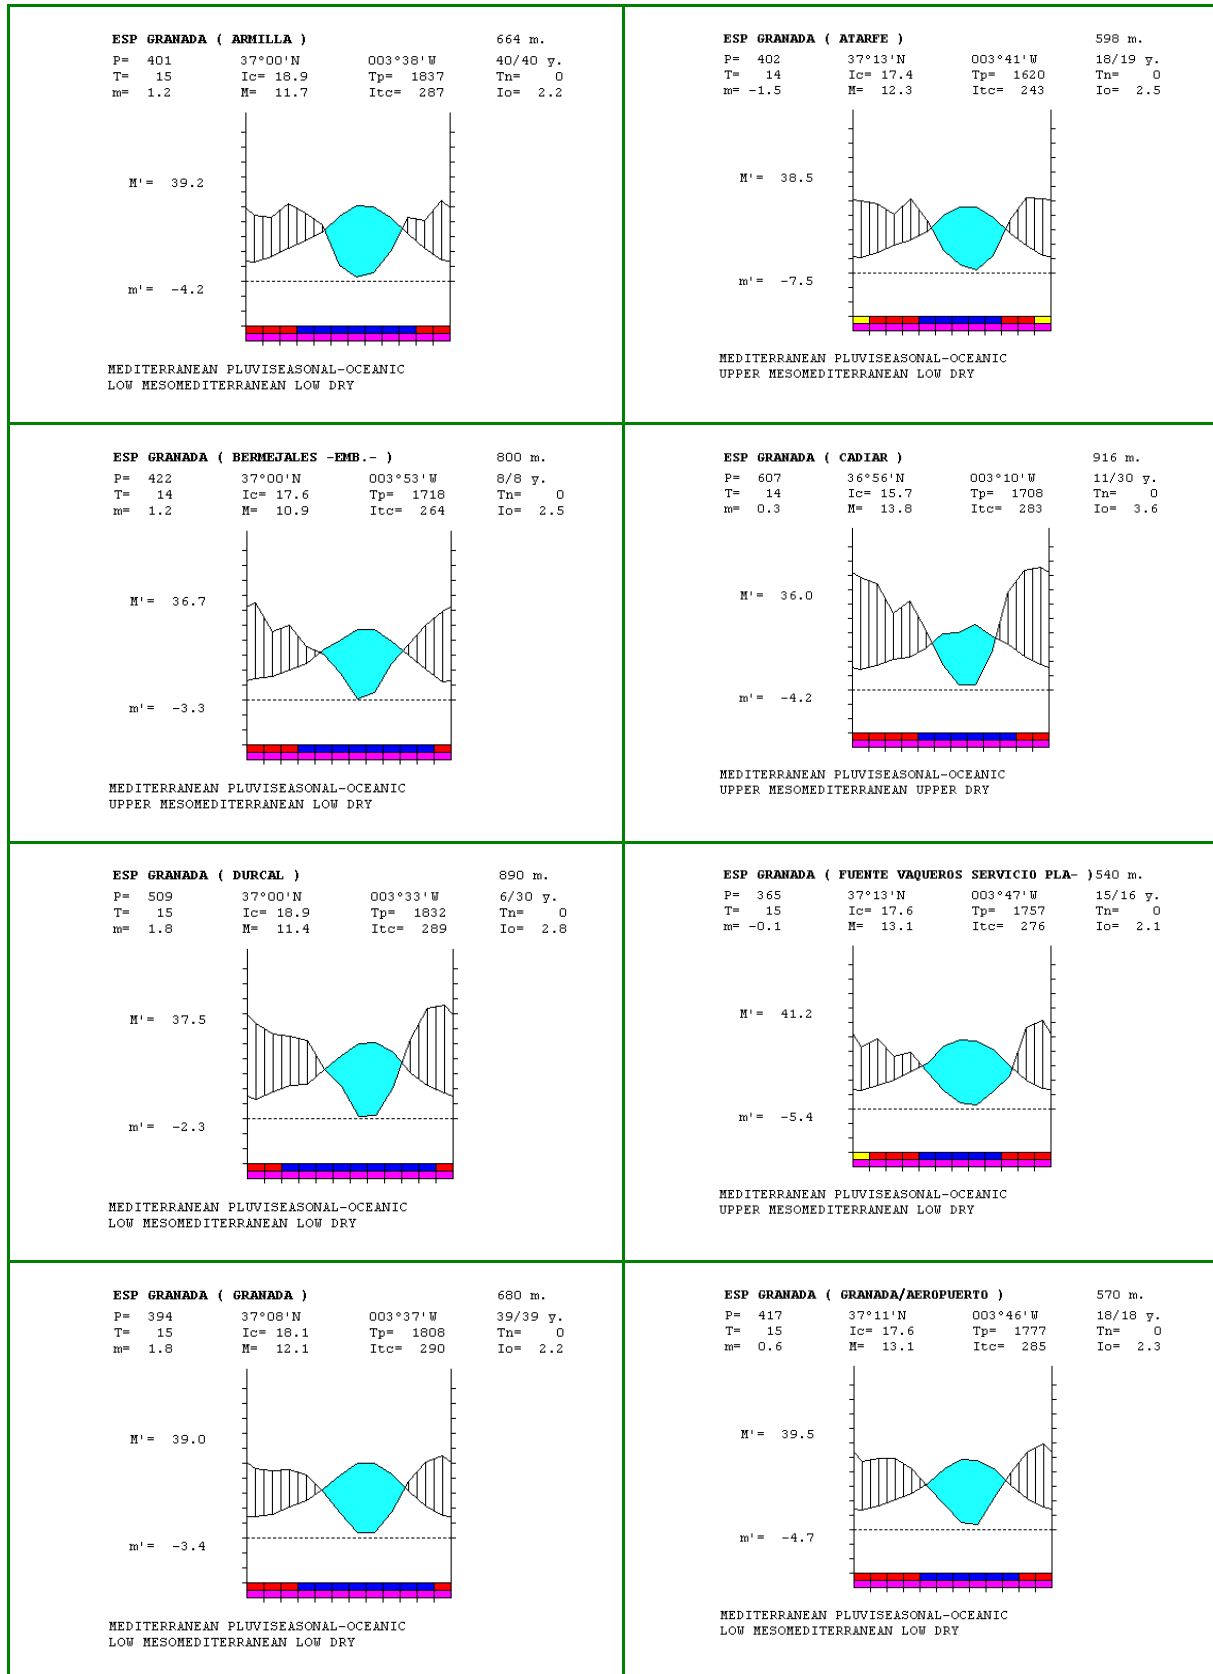 ESP GRANADA ( ARMILLA ) 664 m.
P= 401 37°00'N 003°38'W 40/40 y.
T= 15 Ic= 18.9 Tp= 1837 Tn= 0
m= 1.2 M= 11.7 Itc= 287 Io= 2.2
M'= 39.2
m'= -4.2
MEDITERRANEAN PLUVISEASONAL-OCEANIC
LOW MESOMEDITERRANEAN LOW DRY
ESP GRANADA ( ATARFE ) 598 m.
P= 402 37°13'N 003°41'W 18/19 y.
T= 14 Ic= 17.4 Tp= 1620 Tn= 0
m= -1.5 M= 12.3 Itc= 243 Io= 2.5
M'= 38.5
m'= -7.5
MEDITERRANEAN PLUVISEASONAL-OCEANIC
UPPER MESOMEDITERRANEAN LOW DRY
ESP GRANADA ( BERMEJALES -EMB.- ) 800 m.
P= 422 37°00'N 003°53'W 8/8 y.
T= 14 Ic= 17.6 Tp= 1718 Tn= 0
m= 1.2 M= 10.9 Itc= 264 Io= 2.5
M'= 36.7
m'= -3.3
MEDITERRANEAN PLUVISEASONAL-OCEANIC
UPPER MESOMEDITERRANEAN LOW DRY
ESP GRANADA ( CADIAR ) 916 m.
P= 607 36°56'N 003°10'W 11/30 y.
T= 14 Ic= 15.7 Tp= 1708 Tn= 0
m= 0.3 M= 13.8 Itc= 283 Io= 3.6
M'= 36.0
m'= -4.2
MEDITERRANEAN PLUVISEASONAL-OCEANIC
UPPER MESOMEDITERRANEAN UPPER DRY
ESP GRANADA ( DURCAL ) 890 m.
P= 509 37°00'N 003°33'W 6/30 y.
T= 15 Ic= 18.9 Tp= 1832 Tn= 0
m= 1.8 M= 11.4 Itc= 289 Io= 2.8
M'= 37.5
m'= -2.3
MEDITERRANEAN PLUVISEASONAL-OCEANIC
LOW MESOMEDITERRANEAN LOW DRY
ESP GRANADA ( FUENTE VAQUEROS SERVICIO PLA- )540 m.
P= 365 37°13'N 003°47'W 15/16 y.
T= 15 Ic= 17.6 Tp= 1757 Tn= 0
m= -0.1 M= 13.1 Itc= 276 Io= 2.1
M'= 41.2
m'= -5.4
MEDITERRANEAN PLUVISEASONAL-OCEANIC
UPPER MESOMEDITERRANEAN LOW DRY
ESP GRANADA ( GRANADA ) 680 m.
P= 394 37°08'N 003°37'W 39/39 y.
T= 15 Ic= 18.1 Tp= 1808 Tn= 0
m= 1.8 M= 12.1 Itc= 290 Io= 2.2
M'= 39.0
m'= -3.4
MEDITERRANEAN PLUVISEASONAL-OCEANIC
LOW MESOMEDITERRANEAN LOW DRY
ESP GRANADA ( GRANADA/AEROPUERTO ) 570 m.
P= 417 37°11'N 003°46'W 18/18 y.
T= 15 Ic= 17.6 Tp= 1777 Tn= 0
m= 0.6 M= 13.1 Itc= 285 Io= 2.3
M'= 39.5
m'= -4.7
MEDITERRANEAN PLUVISEASONAL-OCEANIC
LOW MESOMEDITERRANEAN LOW DRY